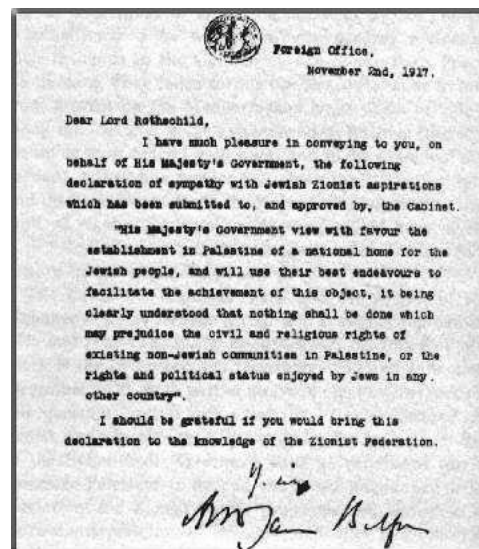 Foreign Office,
November 2nd, 1917.
Dear Lord Rothschild,
I have much pleasure in conveying to you, on
behalf of His Majesty's Government, the following
declaration of sympathy with Jewish Zionist aspirations
which has been submitted to, and approved by, the Cabinet.
"His Majesty's Government view with favour the
establishment in Palestine of a national home for the
Jewish people, and will use their best endeavours to
facilitate the achievement of this object, it being
clearly understood that nothing shall be done which
may prejudice the civil and religious rights of
existing non-Jewish communities in Palestine, or the
rights and political status enjoyed by Jews in any
other country".
I should be grateful if you would bring this
declaration to the knowledge of the Zionist Federation.